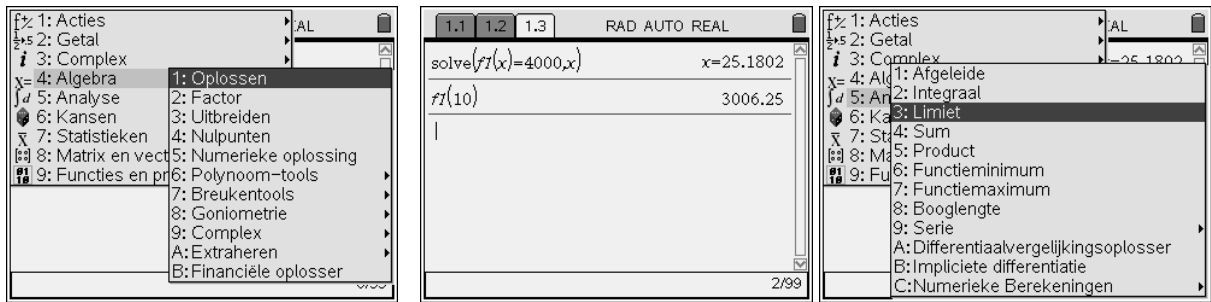 1: Acties
AL
2: Getal
3: Complex
4: Algebra
5: Analyse
6: Kansen
7: Statistieken
8: Matrix en vect
9: Functies en pr
1: Oplossen
2: Factor
3: Uitbreiden
4: Nulpunten
5: Numerieke oplossing
6: Polynoom-tools
7: Breukentools
8: Goniometrie
9: Complex
A: Extraheren
B: Financiële oplosser
1.1 1.2 1.3 RAD AUTO REAL
solve(f1(x)=4000,x) x=25.1802
f1(10) 3006.25
2/99
1: Acties
AL
2: Getal
3: Complex
=25.1802
4: Alg
5: An
6: Ka
7: Sta
8: Ma
9: Fu
1: Afgeleide
2: Integraal
3: Limiet
4: Sum
5: Product
6: Functieminimum
7: Functiemaximum
8: Booglengte
9: Serie
A: Differentiaalvergelijkingsoplosser
B: Impliciete differentiatie
C: Numerieke Berekeningen